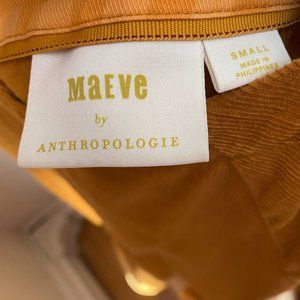 MaEVe
by
ANTHROPOLOGIE
SMALL
MADE IN
PHILIPPINES